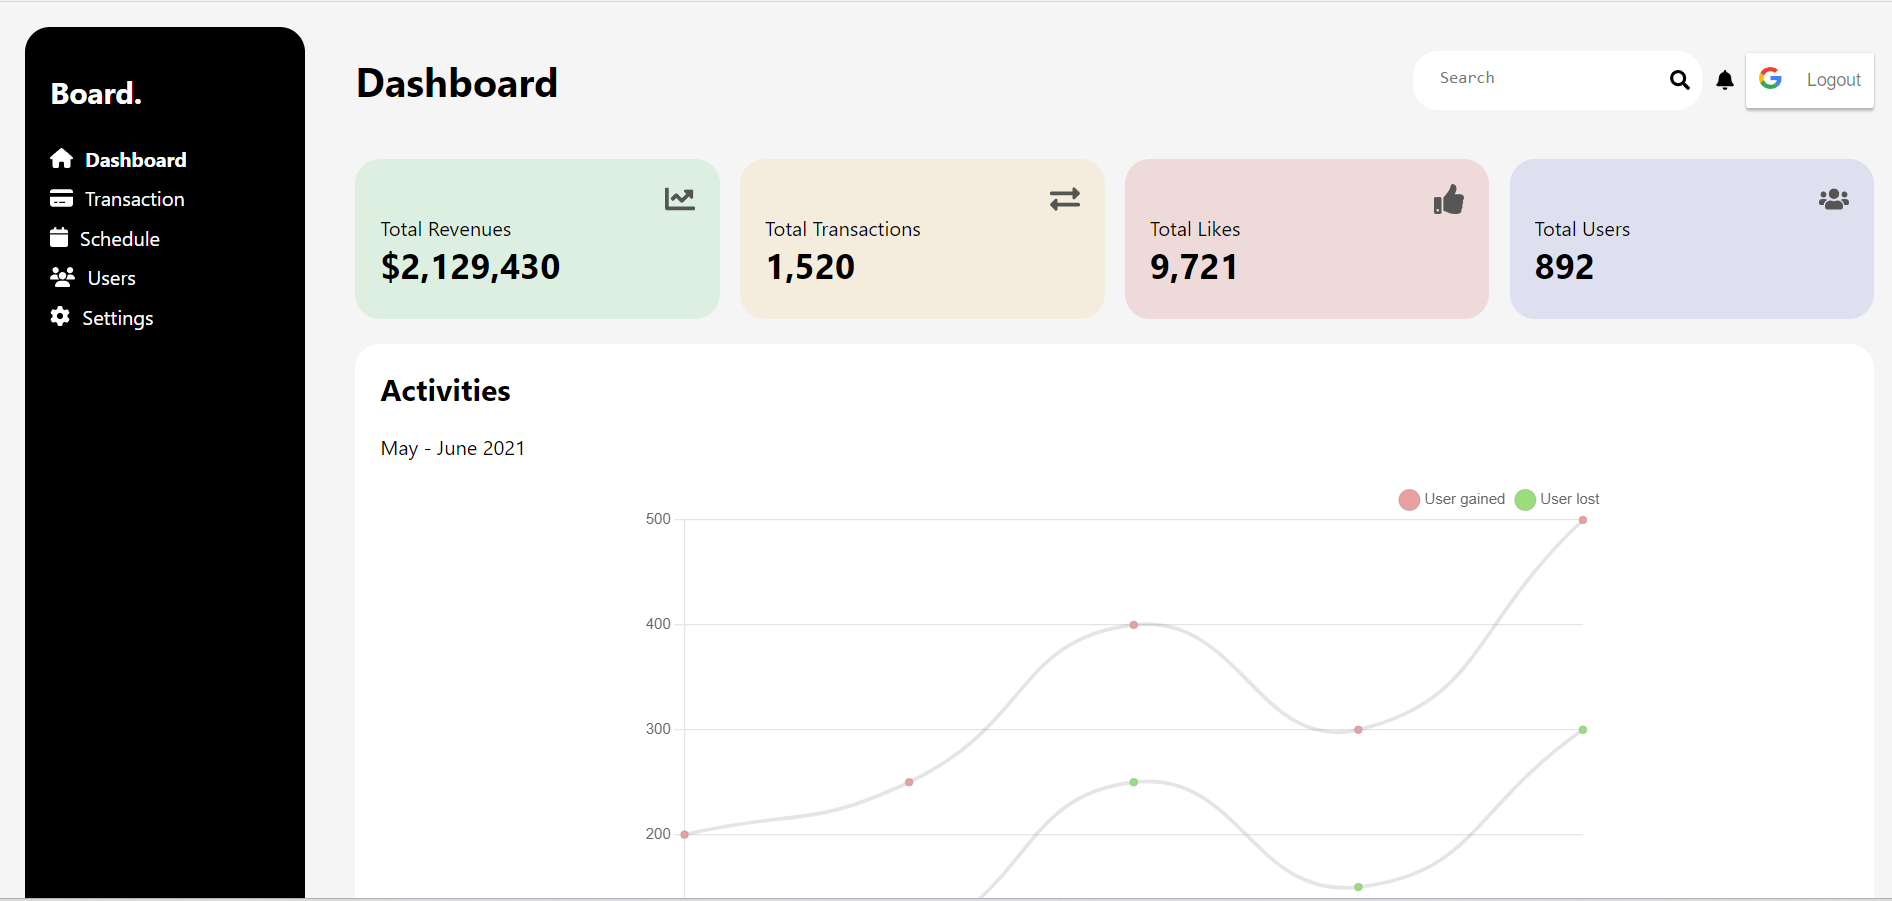 Board.
Dashboard
Transaction
Schedule
Users
Settings
Dashboard
Search
Logout
Total Revenues
$2,129,430
Total Transactions
1,520
Total Likes
9,721
Total Users
892
Activities
May - June 2021
User gained User lost
500
400
300
200